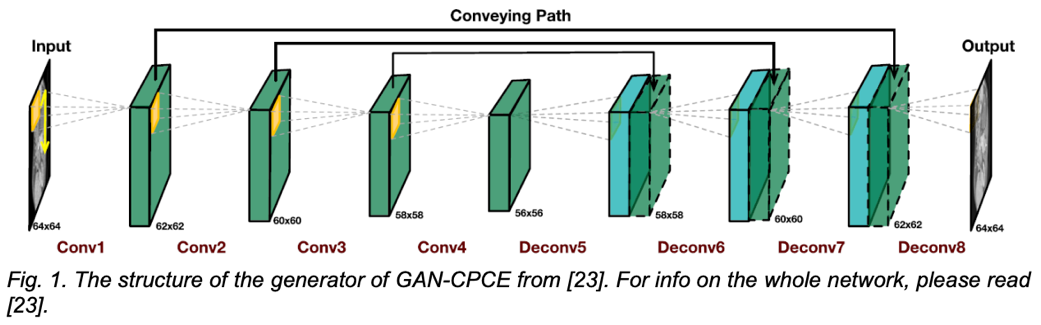 Conveying Path
Input
Output
64x64
62x62
60x60
58x58
56x56
58x58
60x60
62x62
64x64
Conv1
Conv2
Conv3
Conv4
Deconv5
Deconv6
Deconv7
Deconv8
Fig. 1. The structure of the generator of GAN-CPCE from [23]. For info on the whole network, please read
[23].